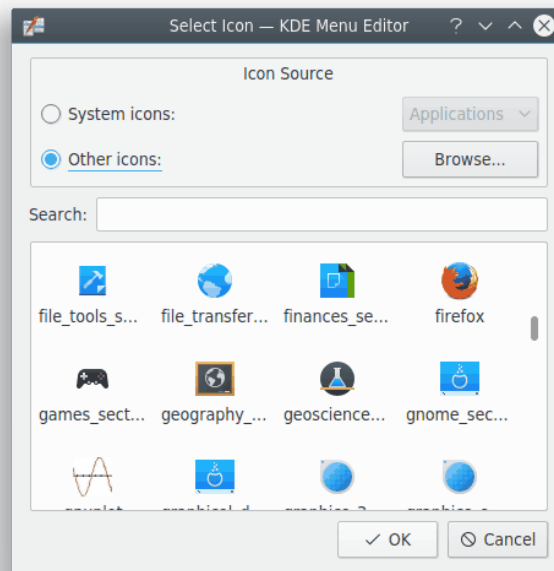 Select Icon — KDE Menu Editor
Icon Source
System icons: Applications
Other icons: Browse...
Search:
file_tools_s... file_transfer... finances_se... firefox
games_sect... geography_... geoscience... gnome_sec...
OK Cancel